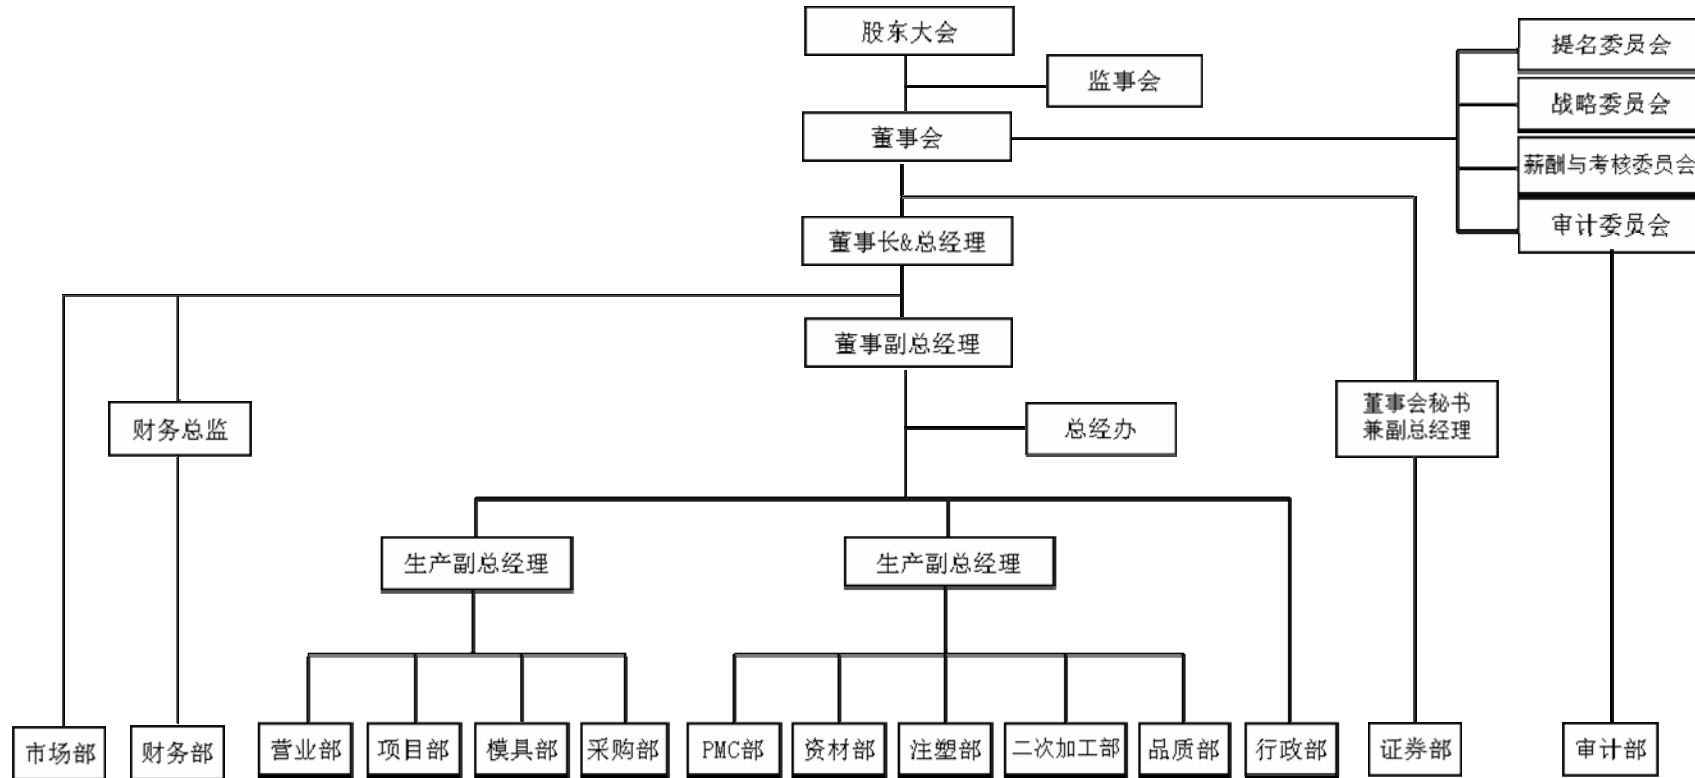 股东大会
提名委员会
监事会
战略委员会
董事会
薪酬与考核委员会
审计委员会
董事长&总经理
董事副总经理
财务总监
总经办
董事会秘书
兼副总经理
生产副总经理
生产副总经理
市场部
财务部
营业部
项目部
模具部
采购部
PMC部
资材部
注塑部
二次加工部
品质部
行政部
证券部
审计部